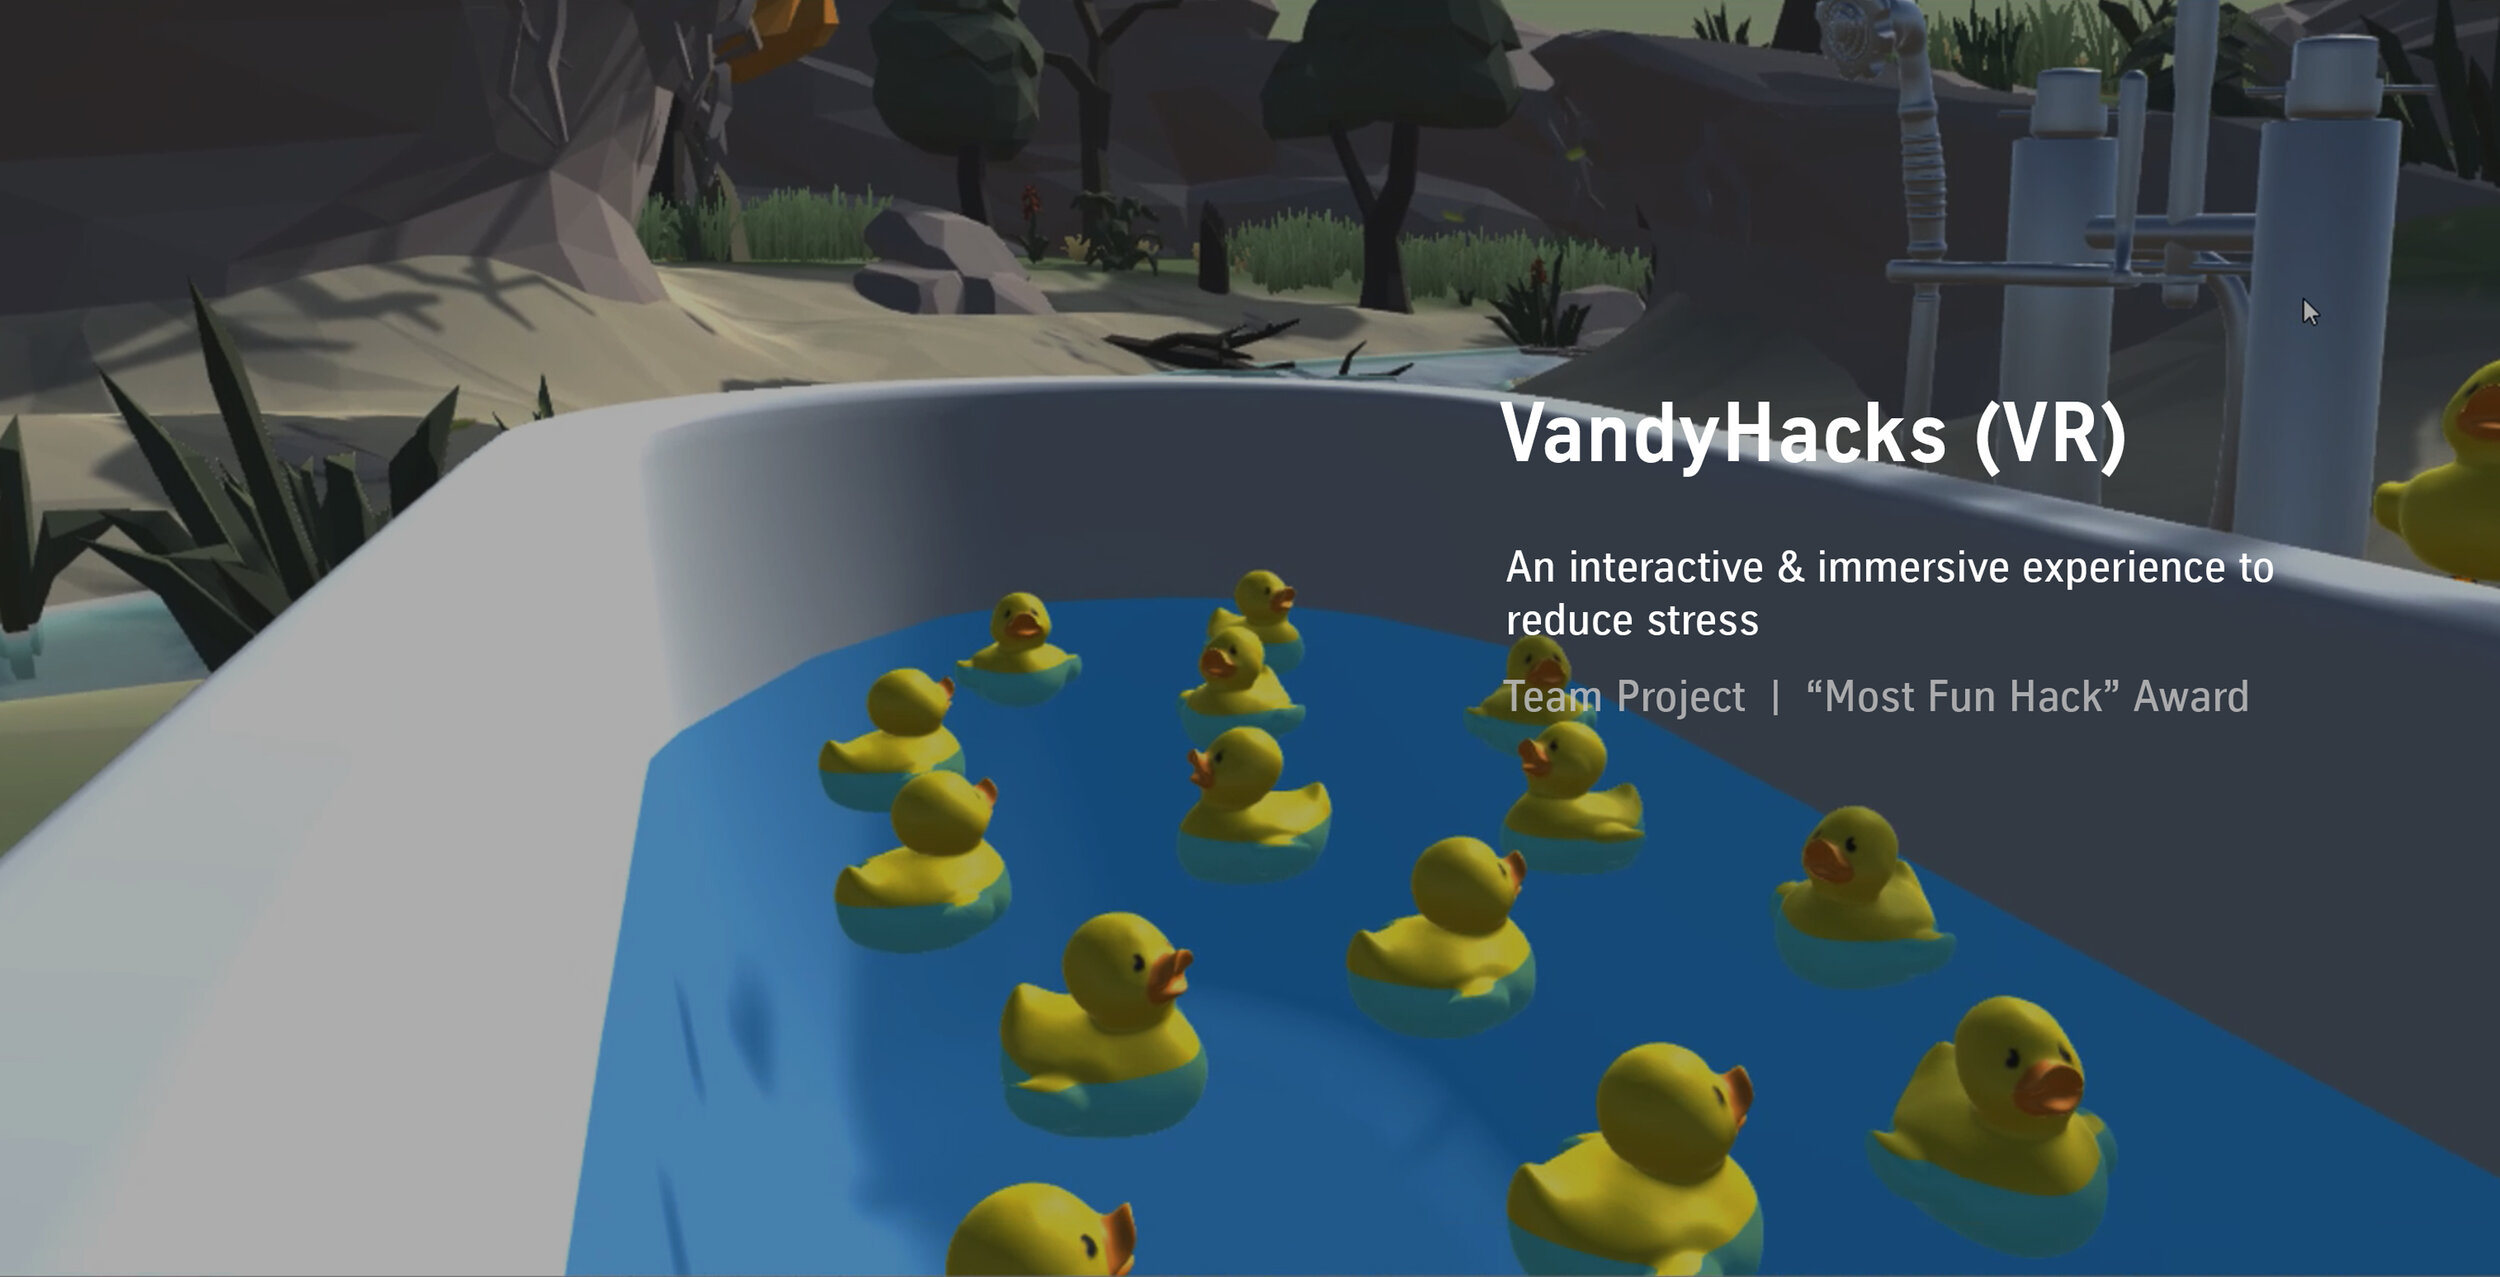 VandyHacks (VR)
An interactive & immersive experience to
reduce stress
Team Project | “Most Fun Hack” Award